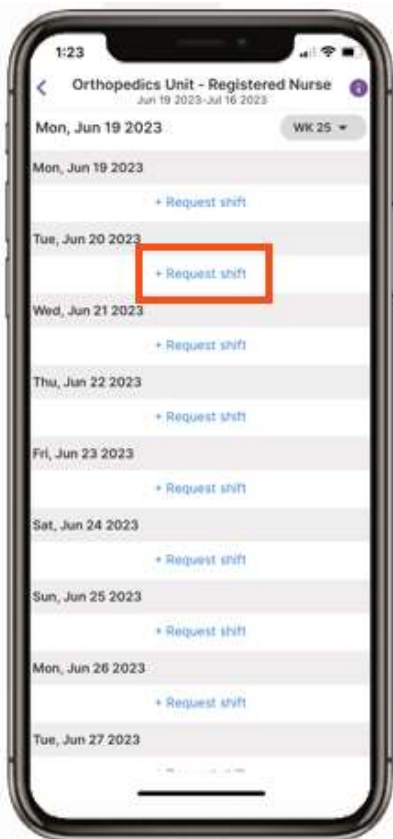 1:23
Orthopedics Unit - Registered Nurse
Jun 19 2023-Jul 16 2023
Mon, Jun 19 2023 WK 25
Mon, Jun 19 2023
+ Request shift
Tue, Jun 20 2023
+ Request shift
Wed, Jun 21 2023
+ Request shift
Thu, Jun 22 2023
+ Request shift
Fri, Jun 23 2023
+ Request shift
Sat, Jun 24 2023
+ Request shift
Sun, Jun 25 2023
+ Request shift
Mon, Jun 26 2023
+ Request shift
Tue, Jun 27 2023